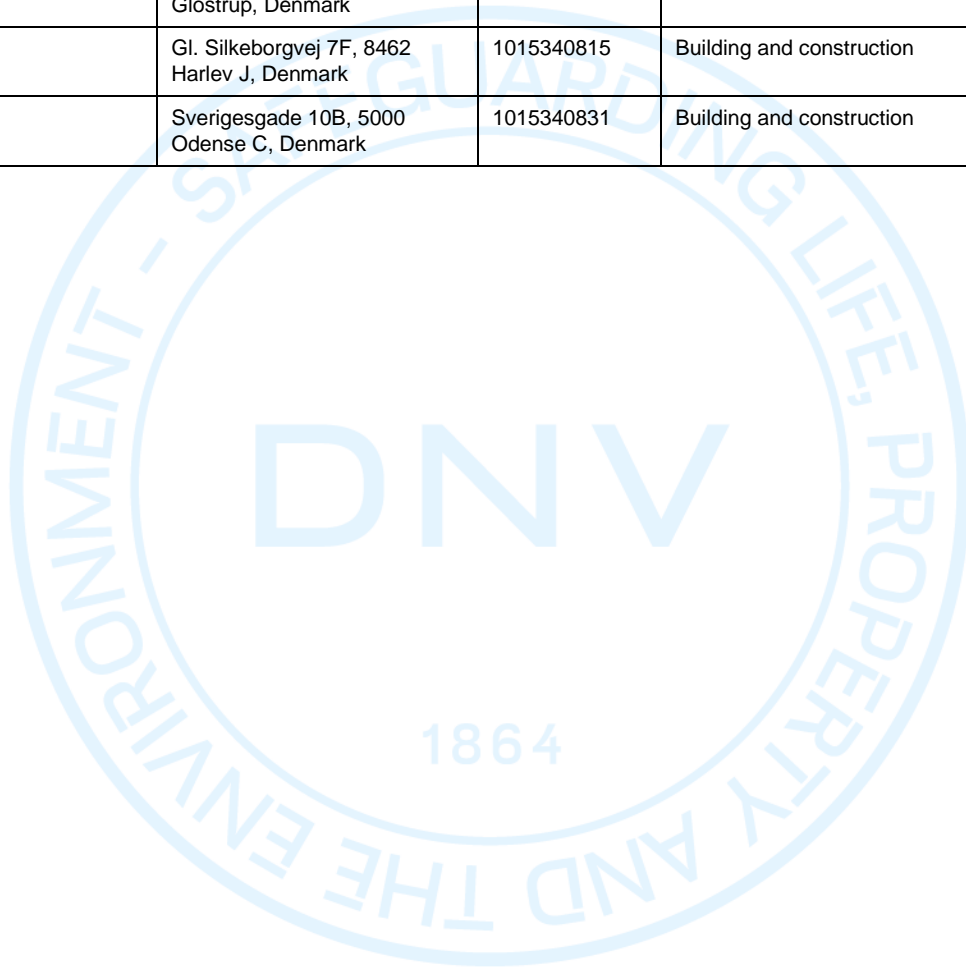 Glostrup, Denmark
Gl. Silkeborgvej 7F, 8462 1015340815 Building and construction
Harlev J, Denmark
Sverigesgade 10B, 5000 1015340831 Building and construction
Odense C, Denmark
SAFEGUARDING LIFE, PROPERTY AND THE ENVIRONMENT -
DNV
1864